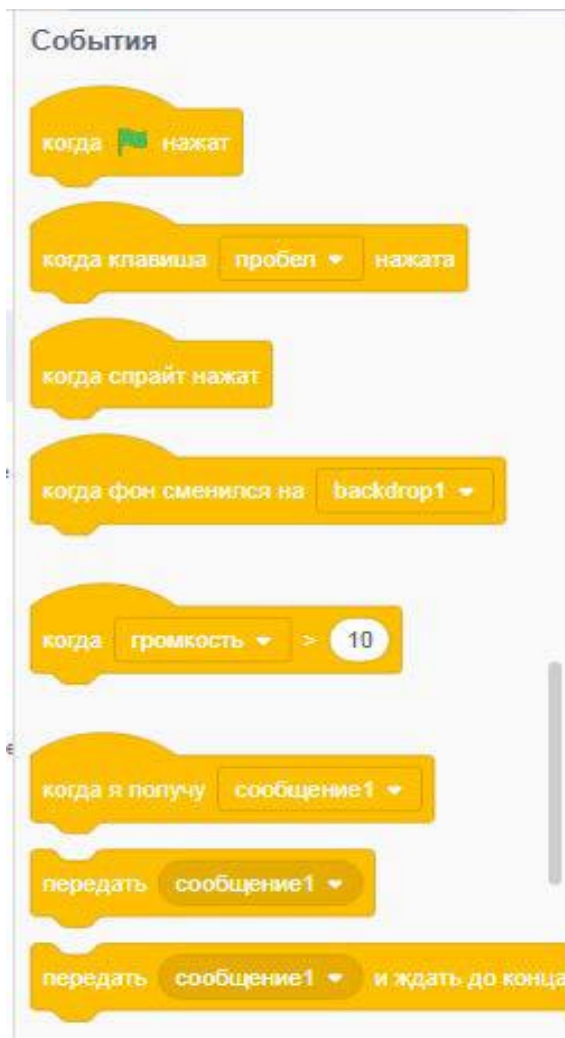 События
когда нажат
когда клавиша пробел нажата
когда спрайт нажат
когда фон сменился на backdrop1
когда громкость > 10
когда я получу сообщение1
передать сообщение1
передать сообщение1 и ждать до конца